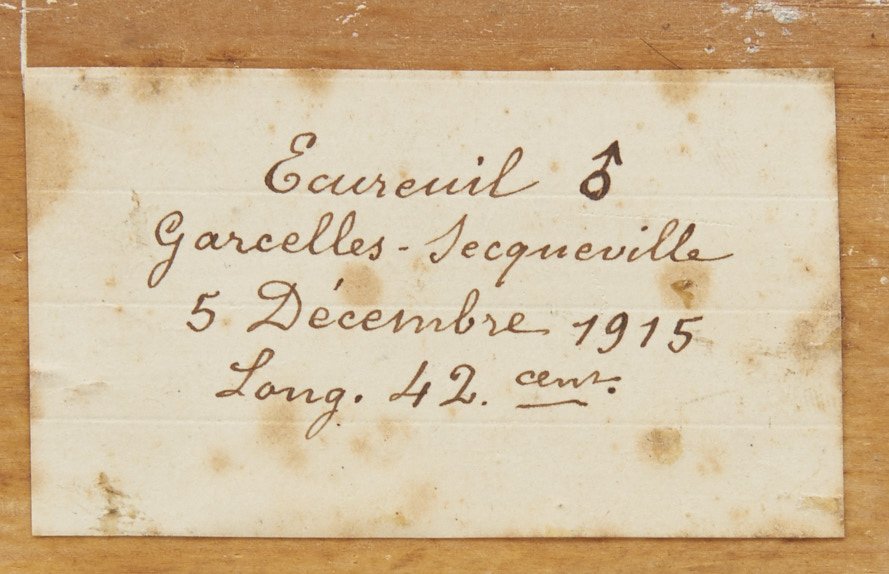 Ecureuil ♂
Garcelles-Secqueville
5 Décembre 1915
Long. 42. cent.